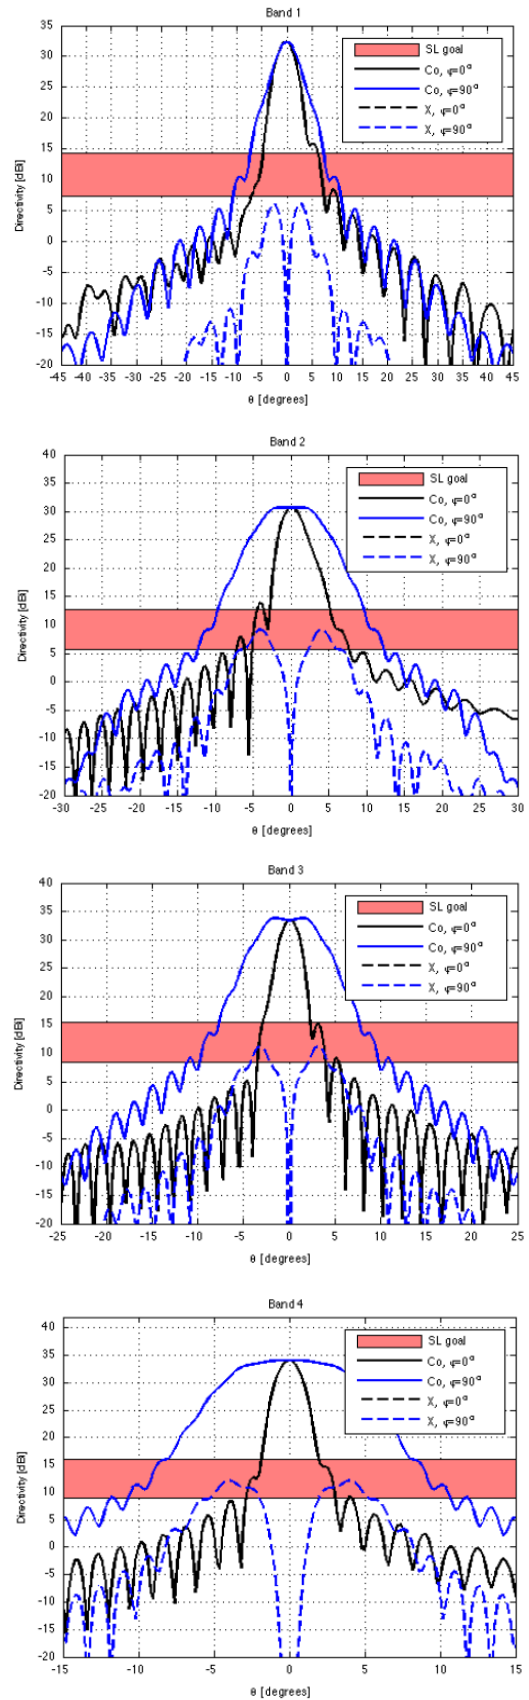 Band 1
35
30
25
20
15
10
5
0
-5
-10
-15
-20
Directivity [dBi]
SL goal
Co, φ=0°
Co, φ=90°
X, φ=0°
X, φ=90°
-45 -40 -35 -30 -25 -20 -15 -10 -5 0 5 10 15 20 25 30 35 40 45
θ [degrees]
Band 2
40
35
30
25
20
15
10
5
0
-5
-10
-15
-20
Directivity [dBi]
SL goal
Co, φ=0°
Co, φ=90°
X, φ=0°
X, φ=90°
-30 -25 -20 -15 -10 -5 0 5 10 15 20 25 30
θ [degrees]
Band 3
40
35
30
25
20
15
10
5
0
-5
-10
-15
-20
Directivity [dBi]
SL goal
Co, φ=0°
Co, φ=90°
X, φ=0°
X, φ=90°
-25 -20 -15 -10 -5 0 5 10 15 20 25
θ [degrees]
Band 4
40
35
30
25
20
15
10
5
0
-5
-10
-15
-20
Directivity [dBi]
SL goal
Co, φ=0°
Co, φ=90°
X, φ=0°
X, φ=90°
-15 -10 -5 0 5 10 15
θ [degrees]